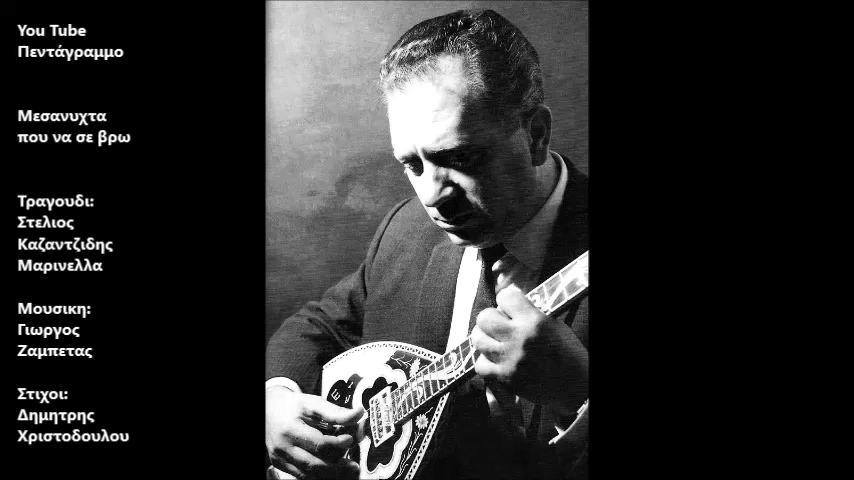 You Tube
Πεντάγραμμο
Μεσανυχτα
που να σε βρω
Τραγουδι:
Στελιος
Καζαντζιδης
Μαρινελλα
Μουσικη:
Γιωργος
Ζαμπετας
Στιχοι:
Δημητρης
Χριστοδουλου